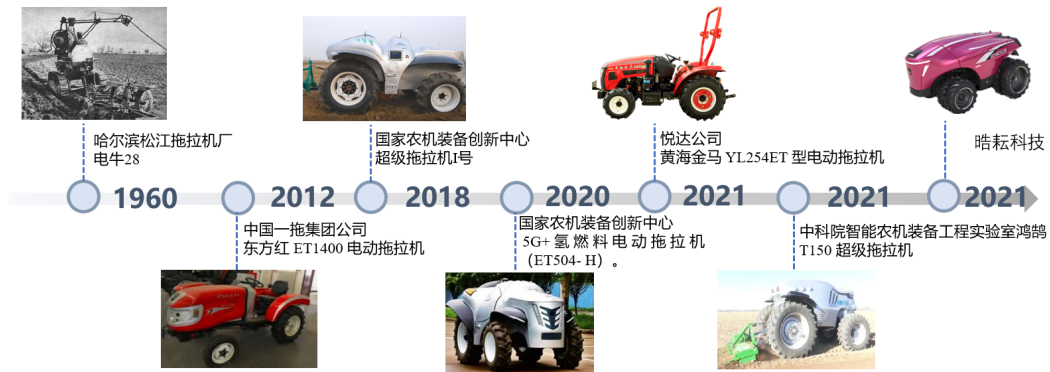 哈尔滨松江拖拉机厂
电牛28
国家农机装备创新中心
超级拖拉机I号
悦达公司
黄海金马 YL254ET 型电动拖拉机
皓耘科技
1960
2012
2018
2020
2021
2021
2021
中国一拖集团公司
东方红 ET1400 电动拖拉机
国家农机装备创新中心
5G+ 氢燃料电动拖拉机
（ET504- H）。
中科院智能农机装备工程实验室鸿鹄
T150 超级拖拉机